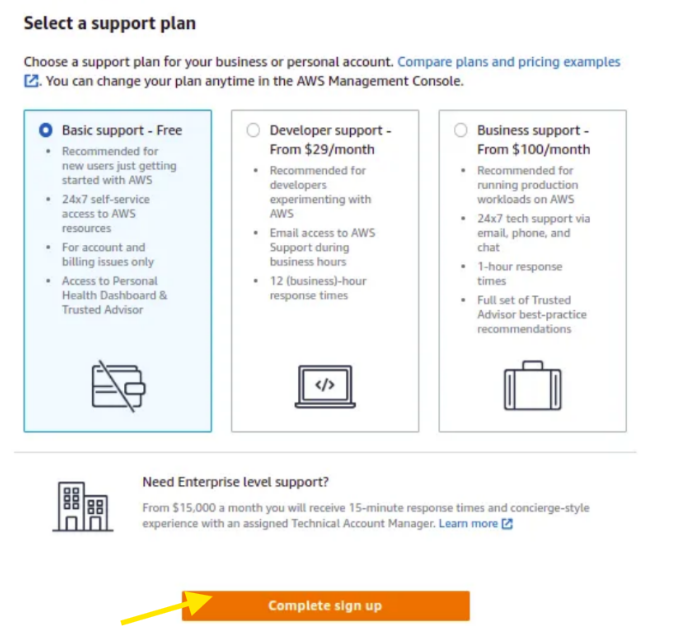 Select a support plan
Choose a support plan for your business or personal account. Compare plans and pricing examples
. You can change your plan anytime in the AWS Management Console.
Basic support - Free
• Recommended for
new users just getting
started with AWS
• 24x7 self-service
access to AWS
resources
• For account and
billing issues only
• Access to Personal
Health Dashboard &
Trusted Advisor
Developer support -
From $29/month
• Recommended for
developers
experimenting with
AWS
• Email access to AWS
Support during
business hours
• 12 (business)-hour
response times
</>
Business support -
From $100/month
• Recommended for
running production
workloads on AWS
• 24x7 tech support via
email, phone, and
chat
• 1-hour response
times
• Full set of Trusted
Advisor best-practice
recommendations
Need Enterprise level support?
From $15,000 a month you will receive 15-minute response times and concierge-style
experience with an assigned Technical Account Manager. Learn more
Complete sign up